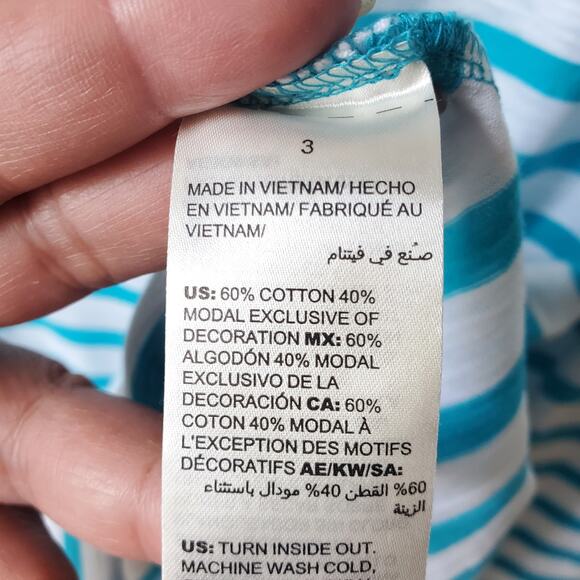 3
MADE IN VIETNAM/ HECHO
EN VIETNAM/ FABRIQUÉ AU
VIETNAM/
صُنع في فيتنام
US: 60% COTTON 40%
MODAL EXCLUSIVE OF
DECORATION MX: 60%
ALGODÓN 40% MODAL
EXCLUSIVO DE LA
DECORACIÓN CA: 60%
COTON 40% MODAL À
L'EXCEPTION DES MOTIFS
DÉCORATIFS AE/KW/SA:
60% القطن 40% مودال باستثناء
الزينة
US: TURN INSIDE OUT.
MACHINE WASH COLD,